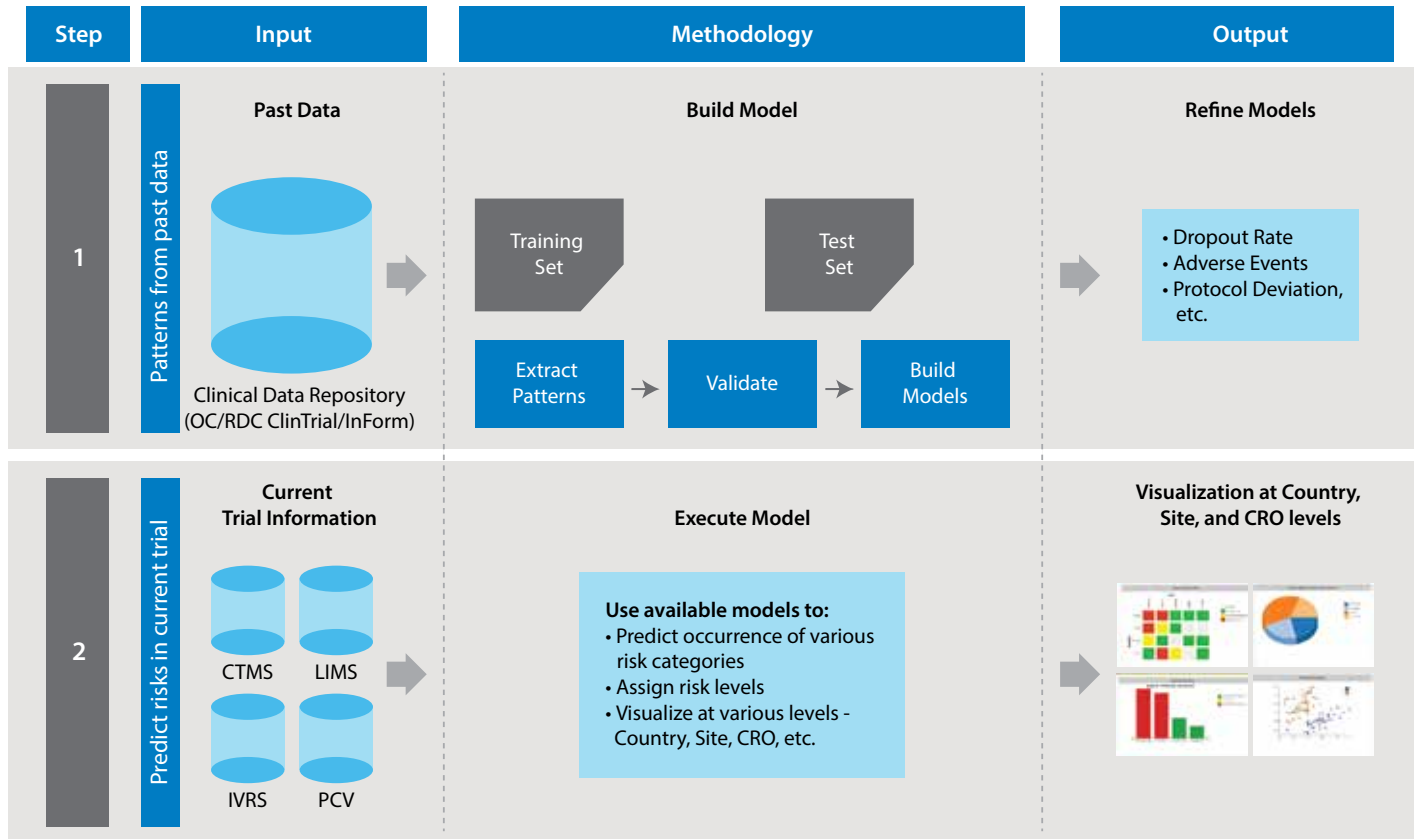 Step
Input
Methodology
Output
1
Patterns from past data
Past Data
Clinical Data Repository
(OC/RDC ClinTrial/InForm)
Build Model
Training
Set
Test
Set
Extract
Patterns
Validate
Build
Models
Refine Models
• Dropout Rate
• Adverse Events
• Protocol Deviation,
etc.
2
Predict risks in current trial
Current
Trial Information
CTMS
LIMS
IVRS
PCV
Execute Model
Use available models to:
• Predict occurrence of various
risk categories
• Assign risk levels
• Visualize at various levels -
Country, Site, CRO, etc.
Visualization at Country,
Site, and CRO levels